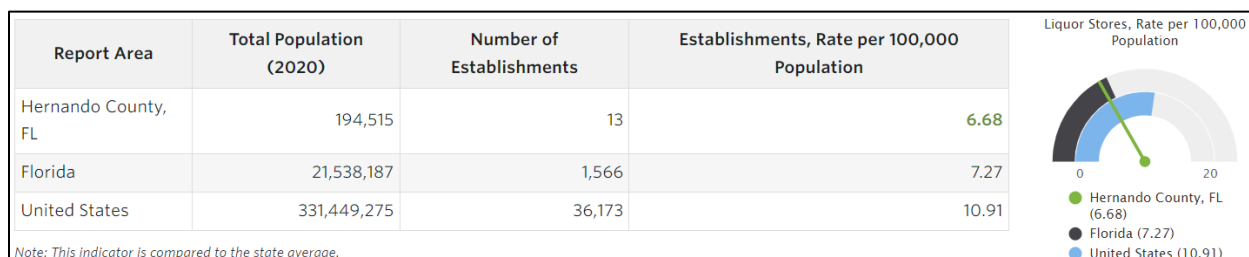 Report Area
Total Population
(2020)
Number of
Establishments
Establishments, Rate per 100,000
Population
Hernando County,
FL
194,515
13
6.68
Florida
21,538,187
1,566
7.27
United States
331,449,275
36,173
10.91
Note: This indicator is compared to the state average.
Liquor Stores, Rate per 100,000
Population
0
20
Hernando County, FL
(6.68)
Florida (7.27)
United States (10.91)